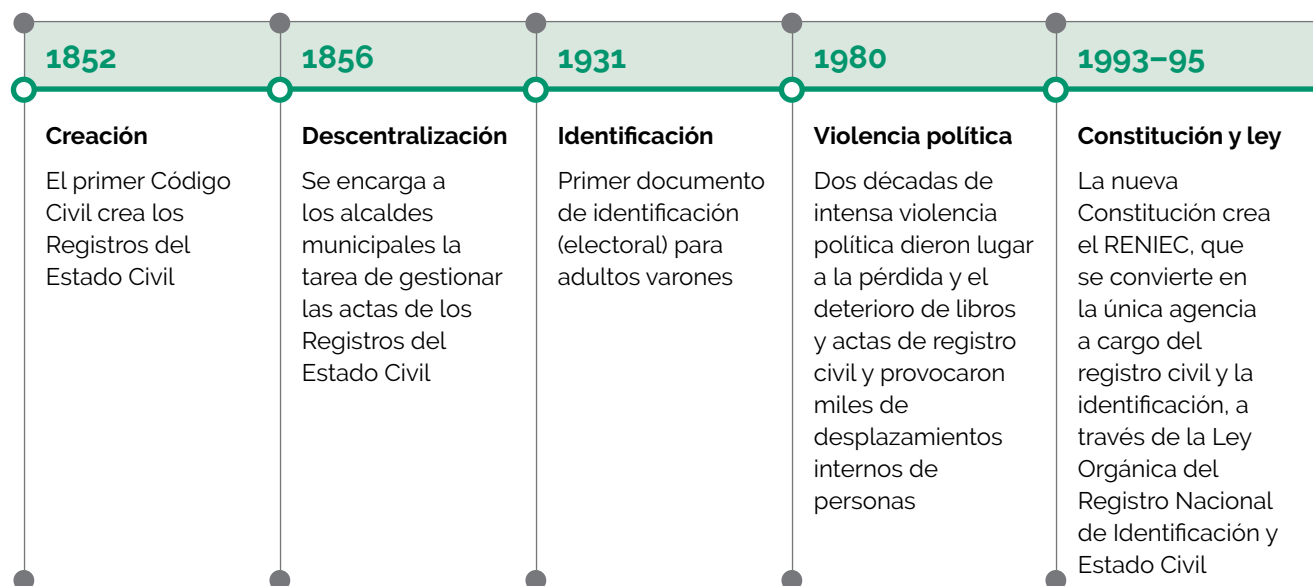 1852
Creación
El primer Código
Civil crea los
Registros del
Estado Civil
1856
Descentralización
Se encarga a
los alcaldes
municipales la
tarea de gestionar
las actas de los
Registros del
Estado Civil
1931
Identificación
Primer documento
de identificación
(electoral) para
adultos varones
1980
Violencia política
Dos décadas de
intensa violencia
política dieron lugar
a la pérdida y el
deterioro de libros
y actas de registro
civil y provocaron
miles de
desplazamientos
internos de
personas
1993–95
Constitución y ley
La nueva
Constitución crea
el RENIEC, que
se convierte en
la única agencia
a cargo del
registro civil y la
identificación, a
través de la Ley
Orgánica del
Registro Nacional
de Identificación y
Estado Civil